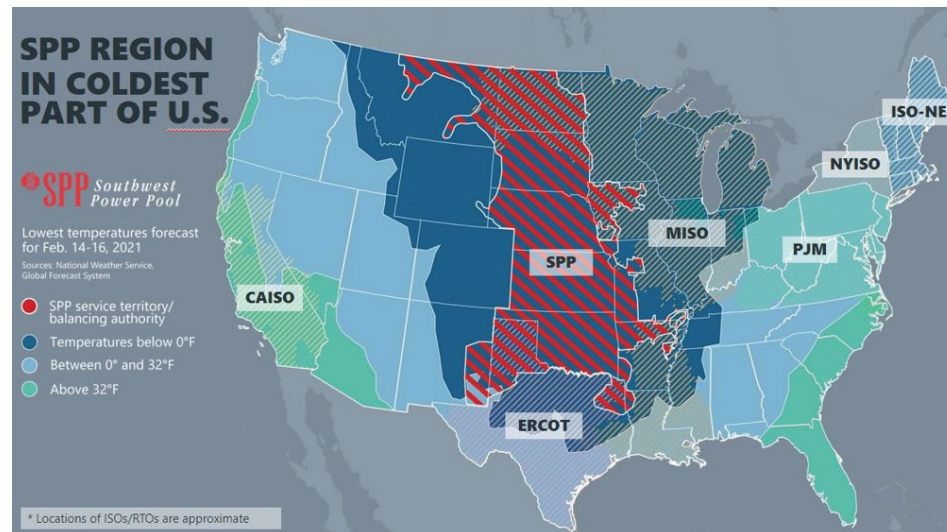 SPP REGION
IN COLDEST
PART OF U.S.
SPP Southwest
Power Pool
Lowest temperatures forecast
for Feb. 14-16, 2021
Sources: National Weather Service,
Global Forecast System
SPP service territory/
balancing authority
Temperatures below 0°F
Between 0° and 32°F
Above 32°F
ISO-NE
NYISO
MISO
PJM
SPP
CAISO
ERCOT
* Locations of ISOs/RTOs are approximate